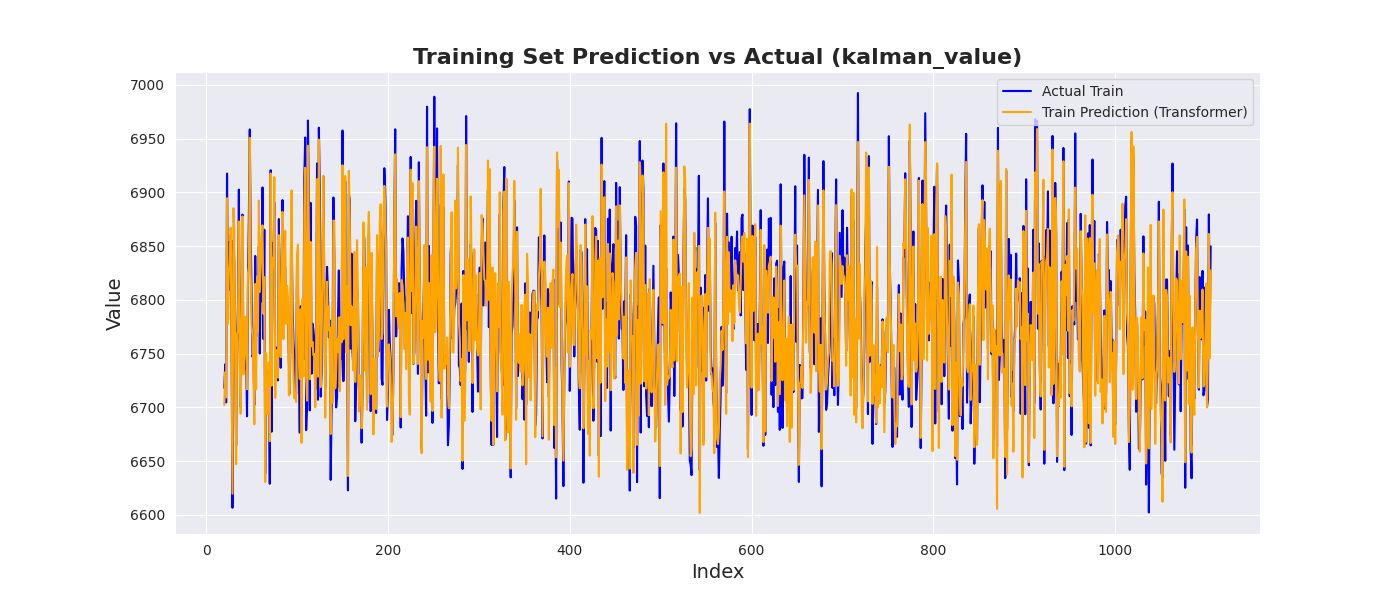 Training Set Prediction vs Actual (kalman_value)
Actual Train
Train Prediction (Transformer)
Value
7000
6950
6900
6850
6800
6750
6700
6650
6600
0 200 400 600 800 1000
Index